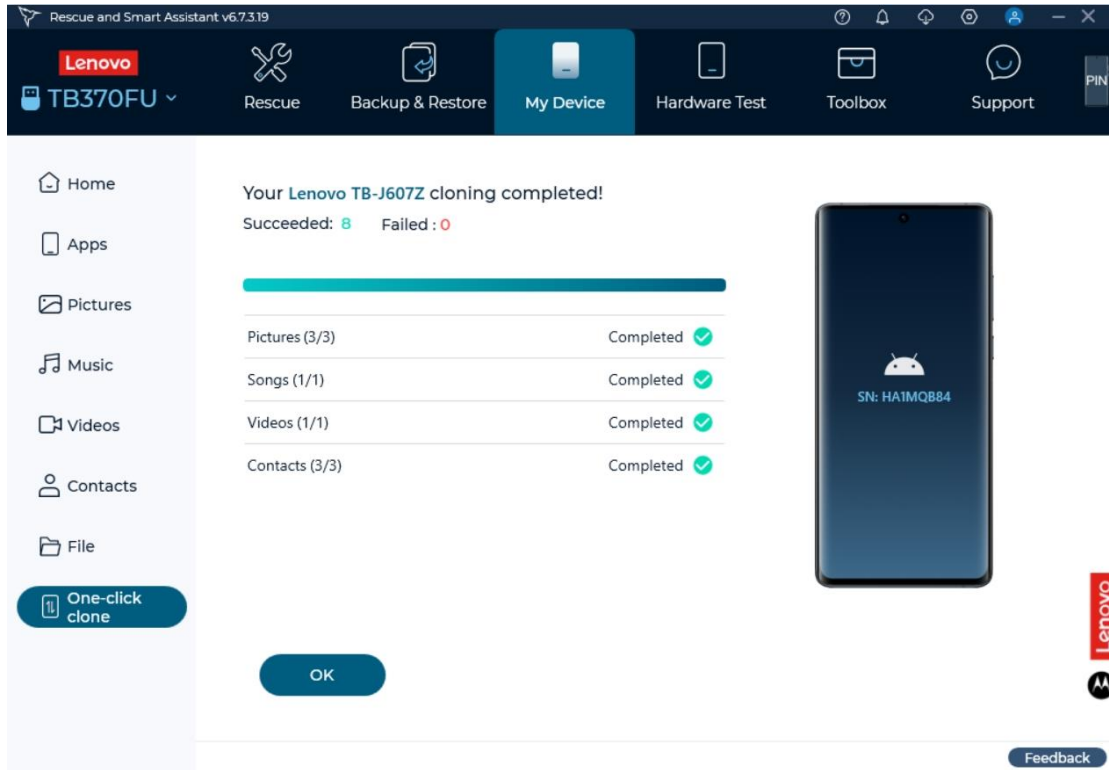 Rescue and Smart Assistant v6.7.3.19
Lenovo
TB370FU
Rescue
Backup & Restore
My Device
Hardware Test
Toolbox
Support
PIN
Home
Apps
Pictures
Music
Videos
Contacts
File
One-click
clone
Your Lenovo TB-J607Z cloning completed!
Succeeded: 8 Failed : 0
Pictures (3/3) Completed
Songs (1/1) Completed
Videos (1/1) Completed
Contacts (3/3) Completed
OK
SN: HA1MQB84
Lenovo
Feedback